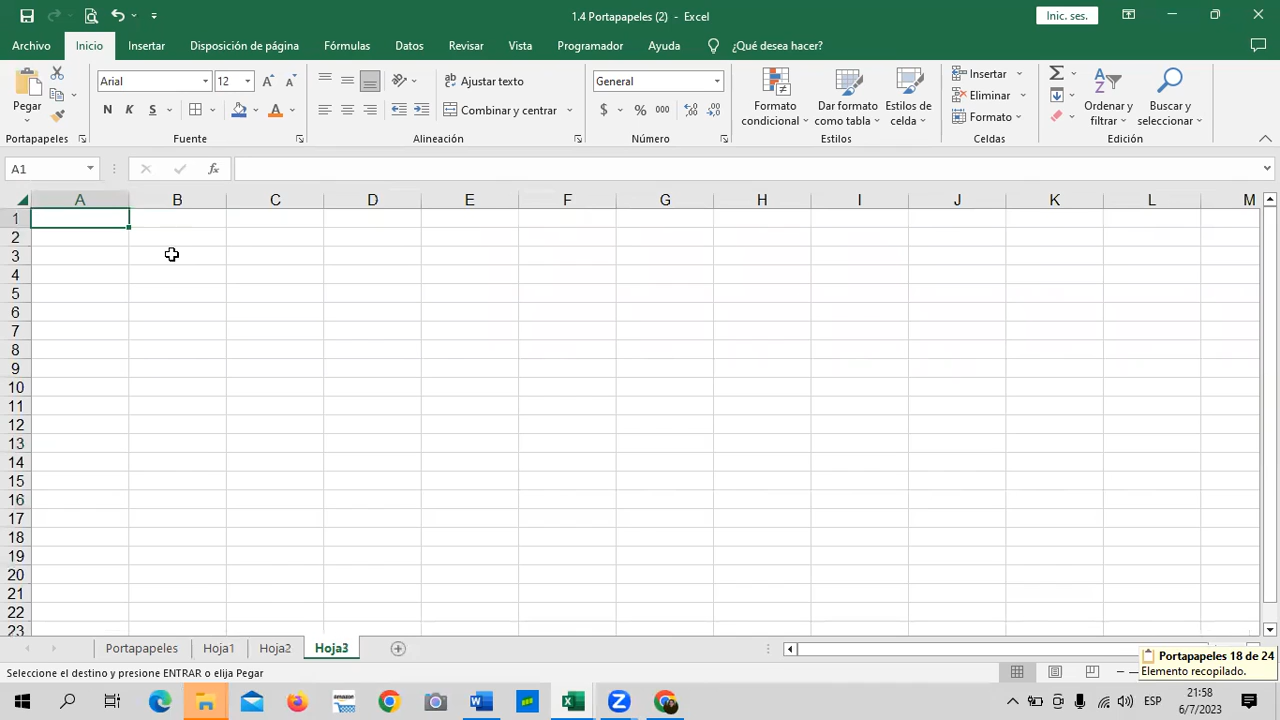 1.4 Portapapeles (2) - Excel
Inic. ses.
Archivo Inicio Insertar Disposición de página Fórmulas Datos Revisar Vista Programador Ayuda ¿Qué desea hacer?
Pegar
Portapapeles
Arial 12
N K S
Fuente
Ajustar texto
Combinar y centrar
Alineación
General
$ % 000
Número
Formato condicional
Dar formato como tabla
Estilos de celda
Estilos
Insertar
Eliminar
Formato
Celdas
Ordenar y filtrar
Buscar y seleccionar
Edición
A1
fx
A B C D E F G H I J K L M
1
2
3
4
5
6
7
8
9
10
11
12
13
14
15
16
17
18
19
20
21
22
23
Portapapeles Hoja1 Hoja2 Hoja3
Seleccione el destino y presione ENTRAR o elija Pegar
Portapapeles 18 de 24
Elemento recopilado.
amazon
ESP
21:58
6/7/2023